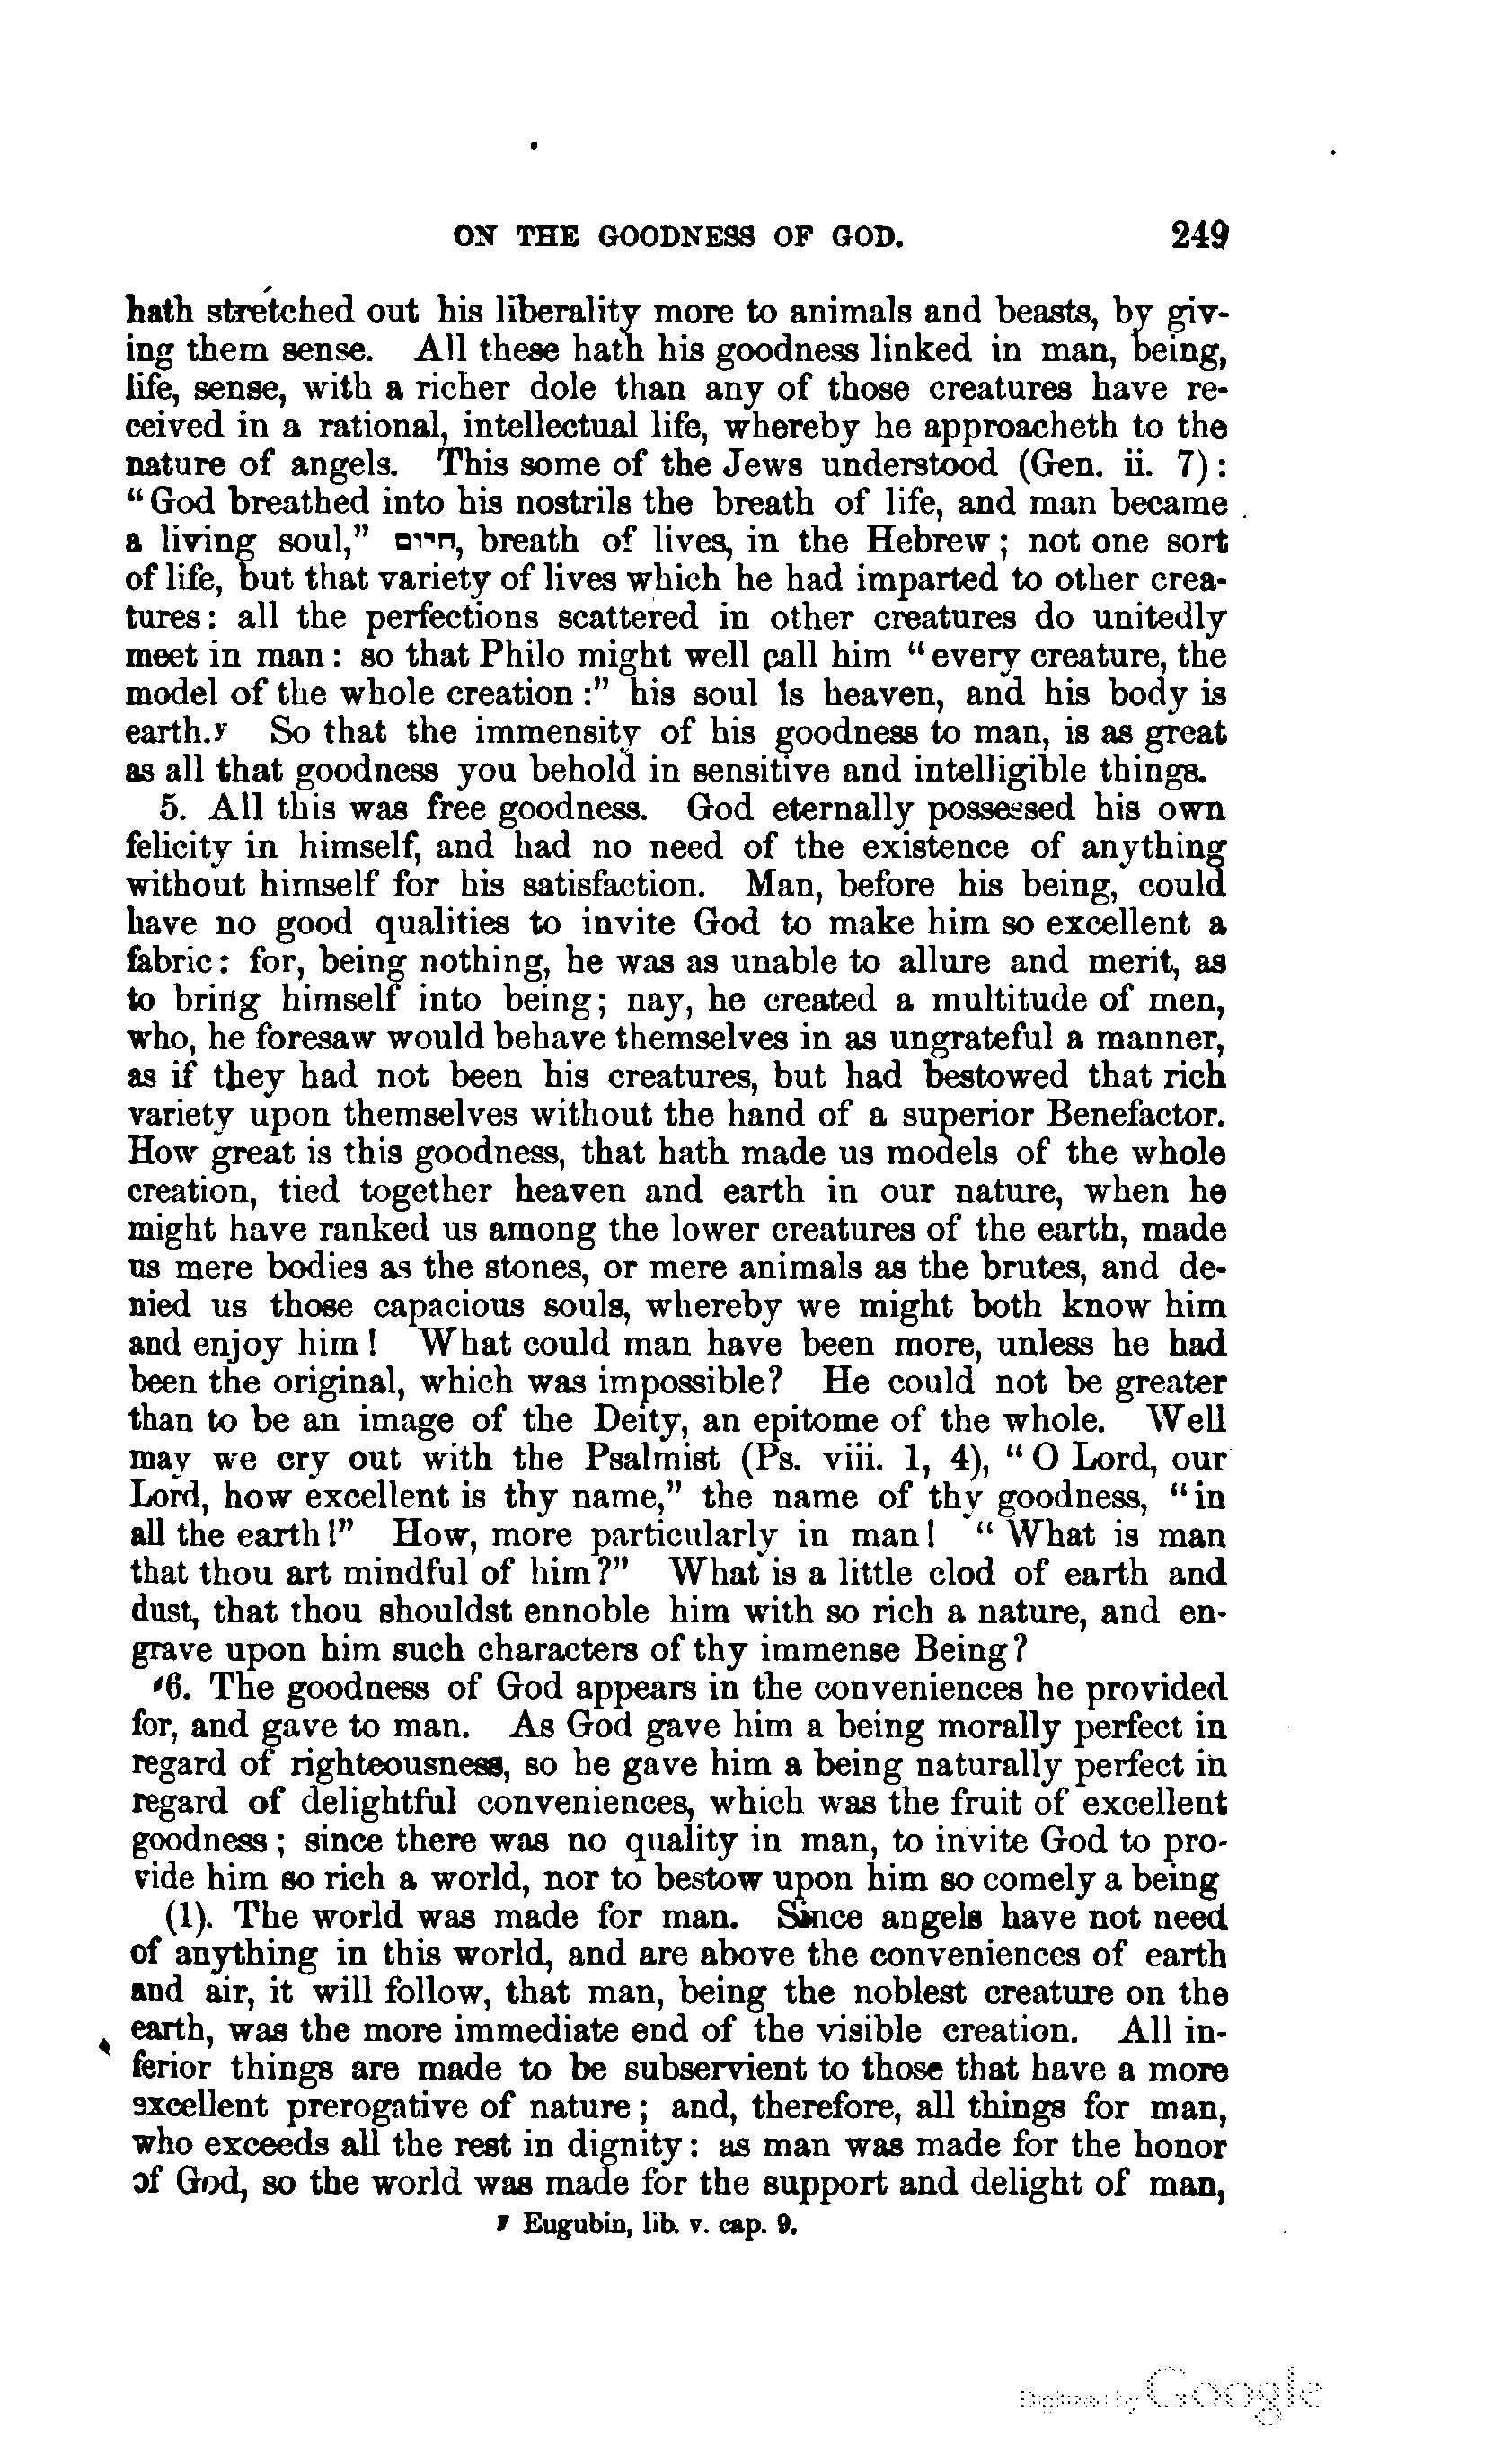 ON THE GOODNESS OF GOD. 249
hath stretched out his liberality more to animals and beasts, by giv-
ing them sense. All these hath his goodness linked in man, being,
life, sense, with a richer dole than any of those creatures have re-
ceived in a rational, intellectual life, whereby he approacheth to the
nature of angels. This some of the Jews understood (Gen. ii. 7):
“God breathed into his nostrils the breath of life, and man became
a living soul,” חיים, breath of lives, in the Hebrew; not one sort
of life, but that variety of lives which he had imparted to other crea-
tures: all the perfections scattered in other creatures do unitedly
meet in man: so that Philo might well call him “every creature, the
model of the whole creation:” his soul is heaven, and his body is
earth.y So that the immensity of his goodness to man, is as great
as all that goodness you behold in sensitive and intelligible things.
5. All this was free goodness. God eternally possessed his own
felicity in himself, and had no need of the existence of anything
without himself for his satisfaction. Man, before his being, could
have no good qualities to invite God to make him so excellent a
fabric: for, being nothing, he was as unable to allure and merit, as
to bring himself into being; nay, he created a multitude of men,
who, he foresaw would behave themselves in as ungrateful a manner,
as if they had not been his creatures, but had bestowed that rich
variety upon themselves without the hand of a superior Benefactor.
How great is this goodness, that hath made us models of the whole
creation, tied together heaven and earth in our nature, when he
might have ranked us among the lower creatures of the earth, made
us mere bodies as the stones, or mere animals as the brutes, and de-
nied us those capacious souls, whereby we might both know him
and enjoy him! What could man have been more, unless he had
been the original, which was impossible? He could not be greater
than to be an image of the Deity, an epitome of the whole. Well
may we cry out with the Psalmist (Ps. viii. 1, 4), “O Lord, our
Lord, how excellent is thy name,” the name of thy goodness, “in
all the earth!” How, more particularly in man! “What is man
that thou art mindful of him?” What is a little clod of earth and
dust, that thou shouldst ennoble him with so rich a nature, and en-
grave upon him such characters of thy immense Being?
6. The goodness of God appears in the conveniences he provided
for, and gave to man. As God gave him a being morally perfect in
regard of righteousness, so he gave him a being naturally perfect in
regard of delightful conveniences, which was the fruit of excellent
goodness; since there was no quality in man, to invite God to pro-
vide him so rich a world, nor to bestow upon him so comely a being
(1). The world was made for man. Since angels have not need
of anything in this world, and are above the conveniences of earth
and air, it will follow, that man, being the noblest creature on the
earth, was the more immediate end of the visible creation. All in-
ferior things are made to be subservient to those that have a more
excellent prerogative of nature; and, therefore, all things for man,
who exceeds all the rest in dignity: as man was made for the honor
of God, so the world was made for the support and delight of man,
y Eugubin, lib. v. cap. 9.
Digitized by Google